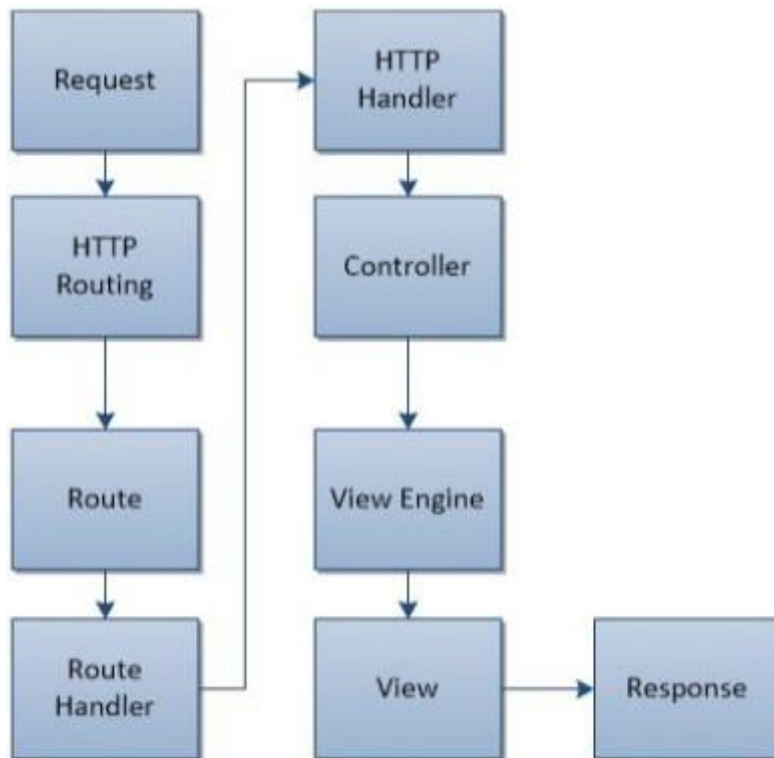 Request
HTTP
Routing
Route
Route
Handler
HTTP
Handler
Controller
View Engine
View
Response